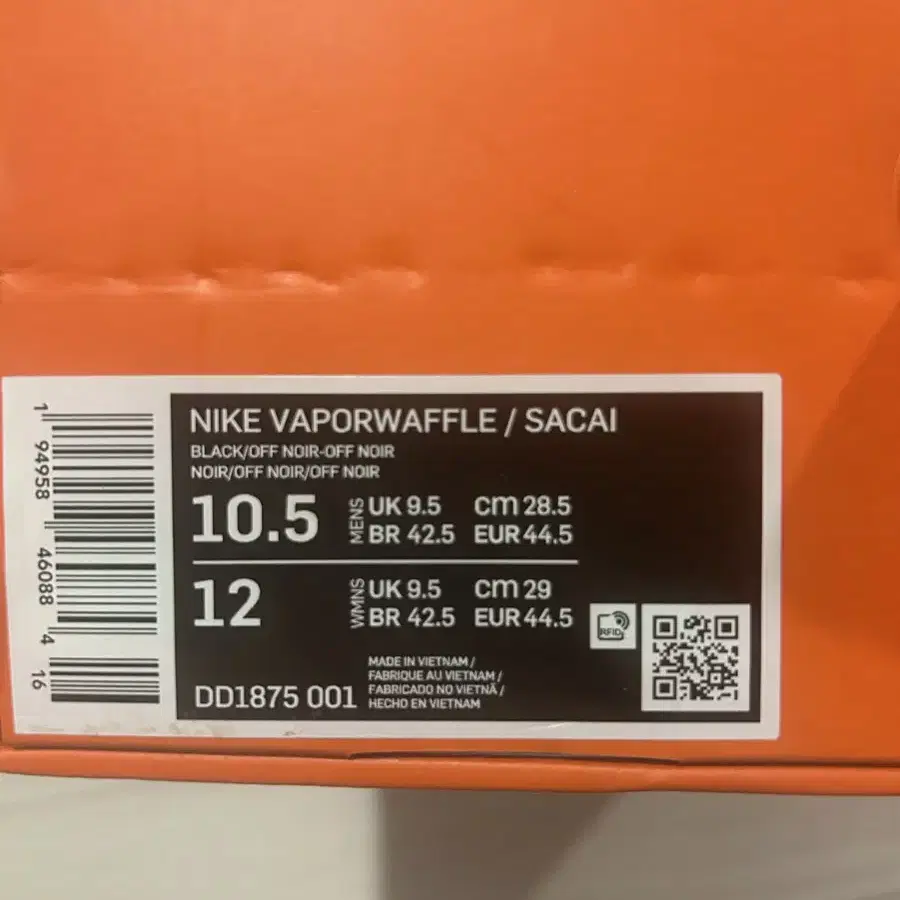 NIKE VAPORWAFFLE / SACAI
BLACK/OFF NOIR-OFF NOIR
NOIR/OFF NOIR/OFF NOIR
10.5 MENS UK 9.5 CM 28.5
BR 42.5 EUR 44.5
12 WMNS UK 9.5 CM 29
BR 42.5 EUR 44.5
RFID
MADE IN VIETNAM /
FABRIQUE AU VIETNAM /
FABRICADO NO VIETNÃ /
HECHO EN VIETNAM
DD1875 001
1 94958 46088 4 16